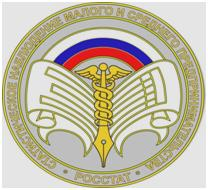 СТАТИСТИЧЕСКОЕ НАБЛЮДЕНИЕ МАЛОГО И СРЕДНЕГО ПРЕДПРИНИМАТЕЛЬСТВА
• РОССТАТ •